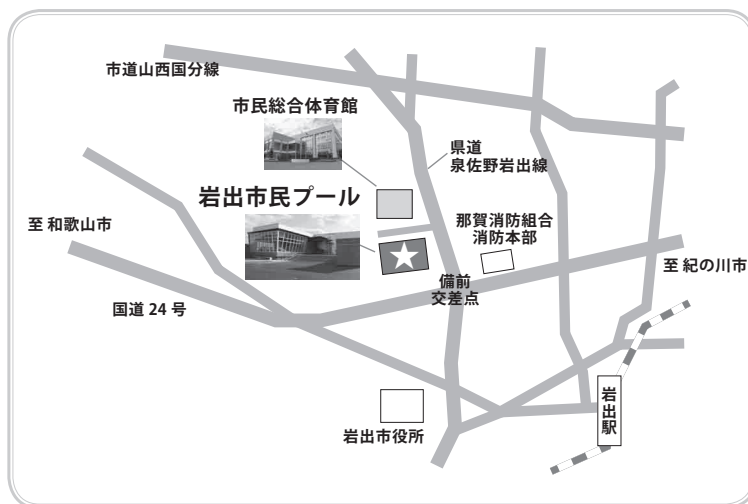 市道山西国分線
市民総合体育館
県道
泉佐野岩出線
岩出市民プール
至 和歌山市
那賀消防組合
消防本部
備前
交差点
至 紀の川市
国道 24 号
岩出駅
岩出市役所